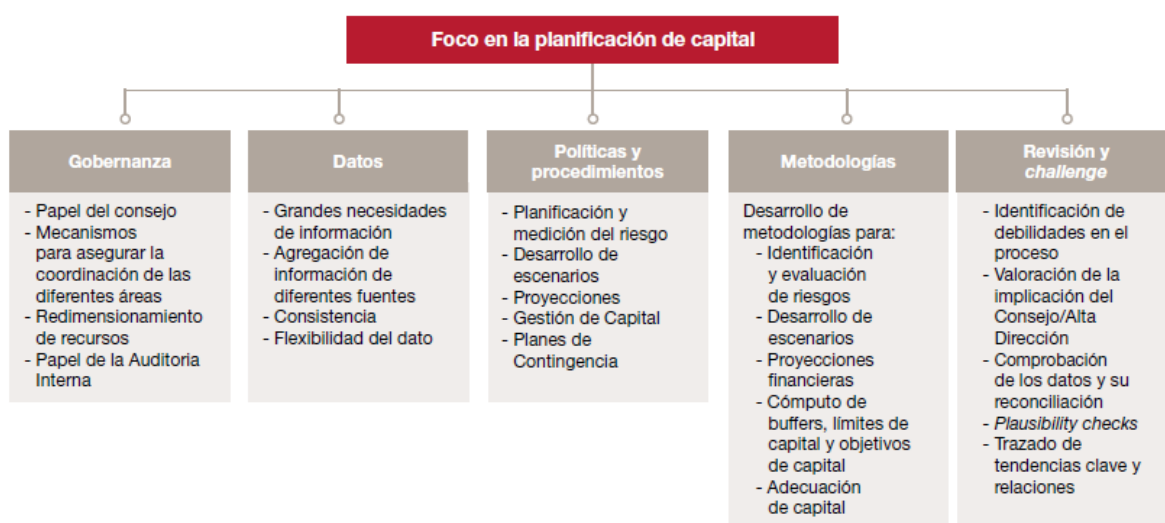 Foco en la planificación de capital
Gobernanza
- Papel del consejo
- Mecanismos
para asegurar la
coordinación de las
diferentes áreas
- Redimensionamiento
de recursos
- Papel de la Auditoria
Interna
Datos
- Grandes necesidades
de información
- Agregación de
información de
diferentes fuentes
- Consistencia
- Flexibilidad del dato
Políticas y
procedimientos
- Planificación y
medición del riesgo
- Desarrollo de
escenarios
- Proyecciones
- Gestión de Capital
- Planes de
Contingencia
Metodologías
Desarrollo de
metodologías para:
- Identificación
y evaluación
de riesgos
- Desarrollo de
escenarios
- Proyecciones
financieras
- Cómputo de
buffers, límites de
capital y objetivos
de capital
- Adecuación
de capital
Revisión y
challenge
- Identificación de
debilidades en el
proceso
- Valoración de la
implicación del
Consejo/Alta
Dirección
- Comprobación
de los datos y su
reconciliación
- Plausibility checks
- Trazado de
tendencias clave y
relaciones